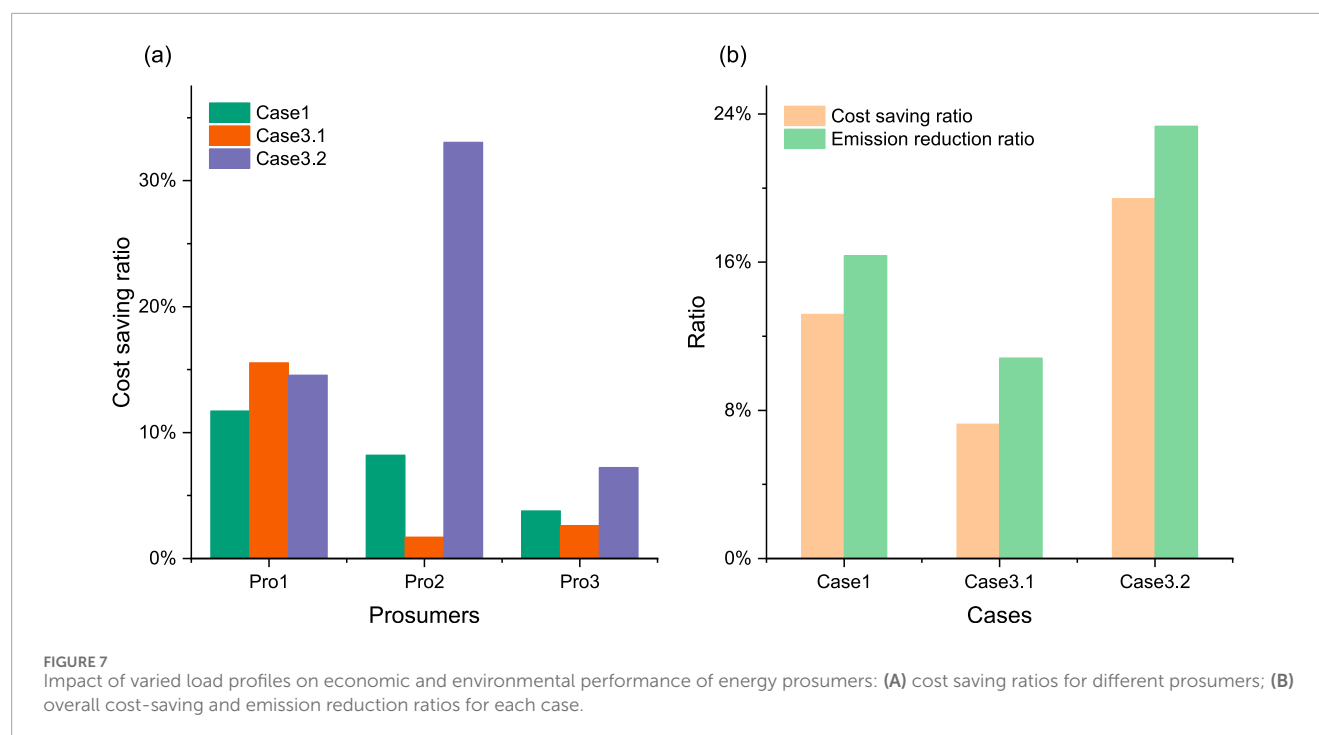 (a)
Case1
Case3.1
Case3.2
30%
20%
10%
0%
Cost saving ratio
Pro1 Pro2 Pro3
Prosumers
(b)
Cost saving ratio
Emission reduction ratio
24%
16%
8%
0%
Ratio
Case1 Case3.1 Case3.2
Cases
FIGURE 7
Impact of varied load profiles on economic and environmental performance of energy prosumers: (A) cost saving ratios for different prosumers; (B)
overall cost-saving and emission reduction ratios for each case.